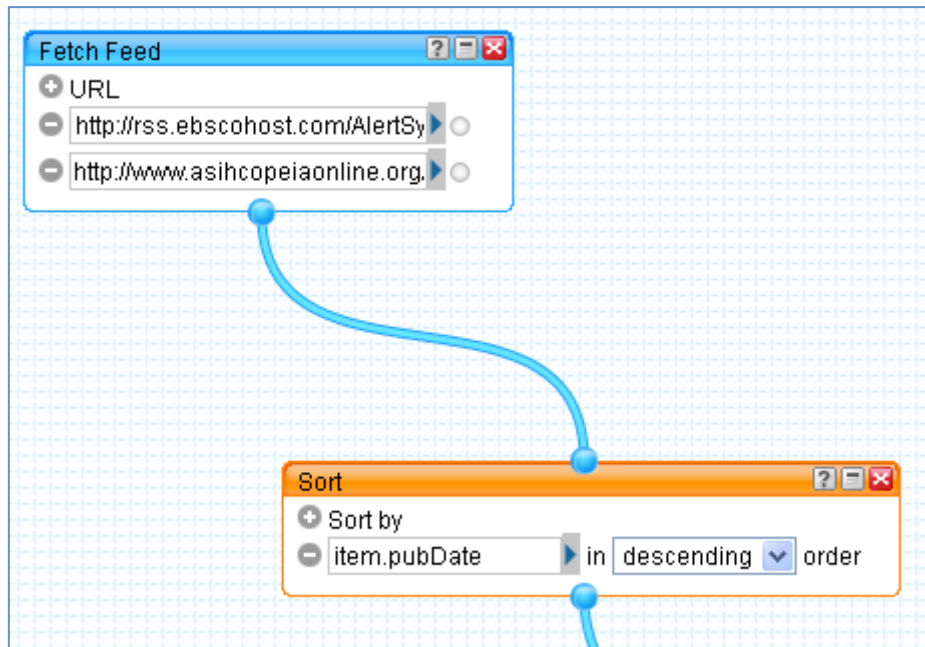 Fetch Feed
URL
http://rss.ebscohost.com/AlertSy
http://www.asihcopeiaonline.org.
Sort
Sort by
item.pubDate in descending order